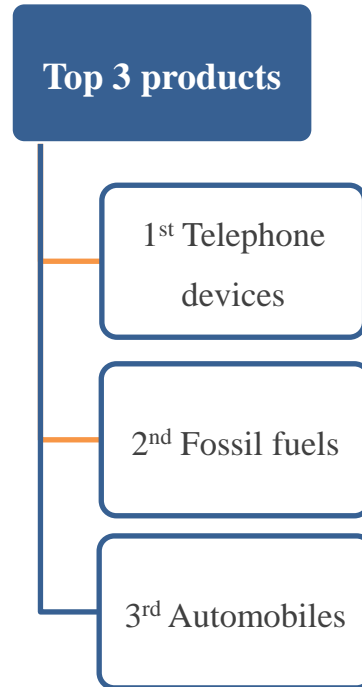 Top 3 products
1st Telephone
devices
2nd Fossil fuels
3rd Automobiles